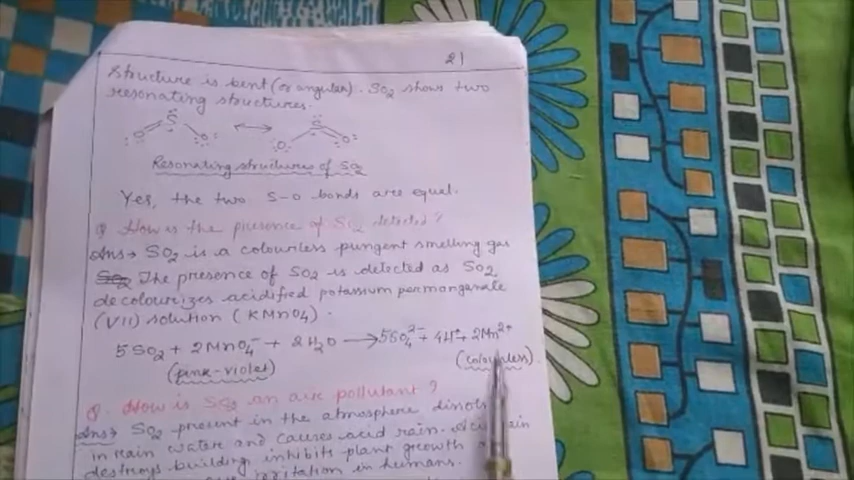 21
Structure is bent (or angular). SO2 shows two
resonating structures.
Resonating structures of SO2
Yes, the two S-O bonds are equal.
Q How is the presence of SO2 detected?
Ans→ SO2 is a colourless pungent smelling gas
The presence of SO2 is detected as SO2
decolourizes acidified potassium permanganate
(VII) solution (KMnO4).
5SO2 + 2MnO4⁻ + 2H2O ⟶ 5SO4²⁻ + 4H⁺ + 2Mn²⁺
(pink-violet) (colourless).
Q. How is SO2 an air pollutant?
Ans→ SO2 present in the atmosphere
in rain water and causes acid rain. rain
destroys building, inhibits plant growth
irritation in humans.